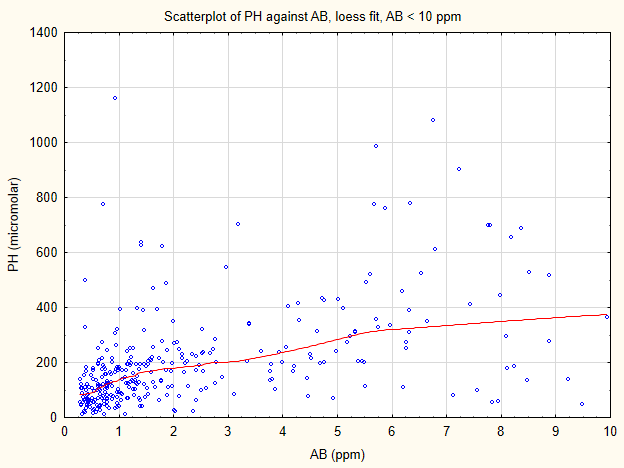 Scatterplot of PH against AB, loess fit, AB < 10 ppm
1400
1200
1000
800
600
400
200
0
PH (micromolar)
0 1 2 3 4 5 6 7 8 9 10
AB (ppm)